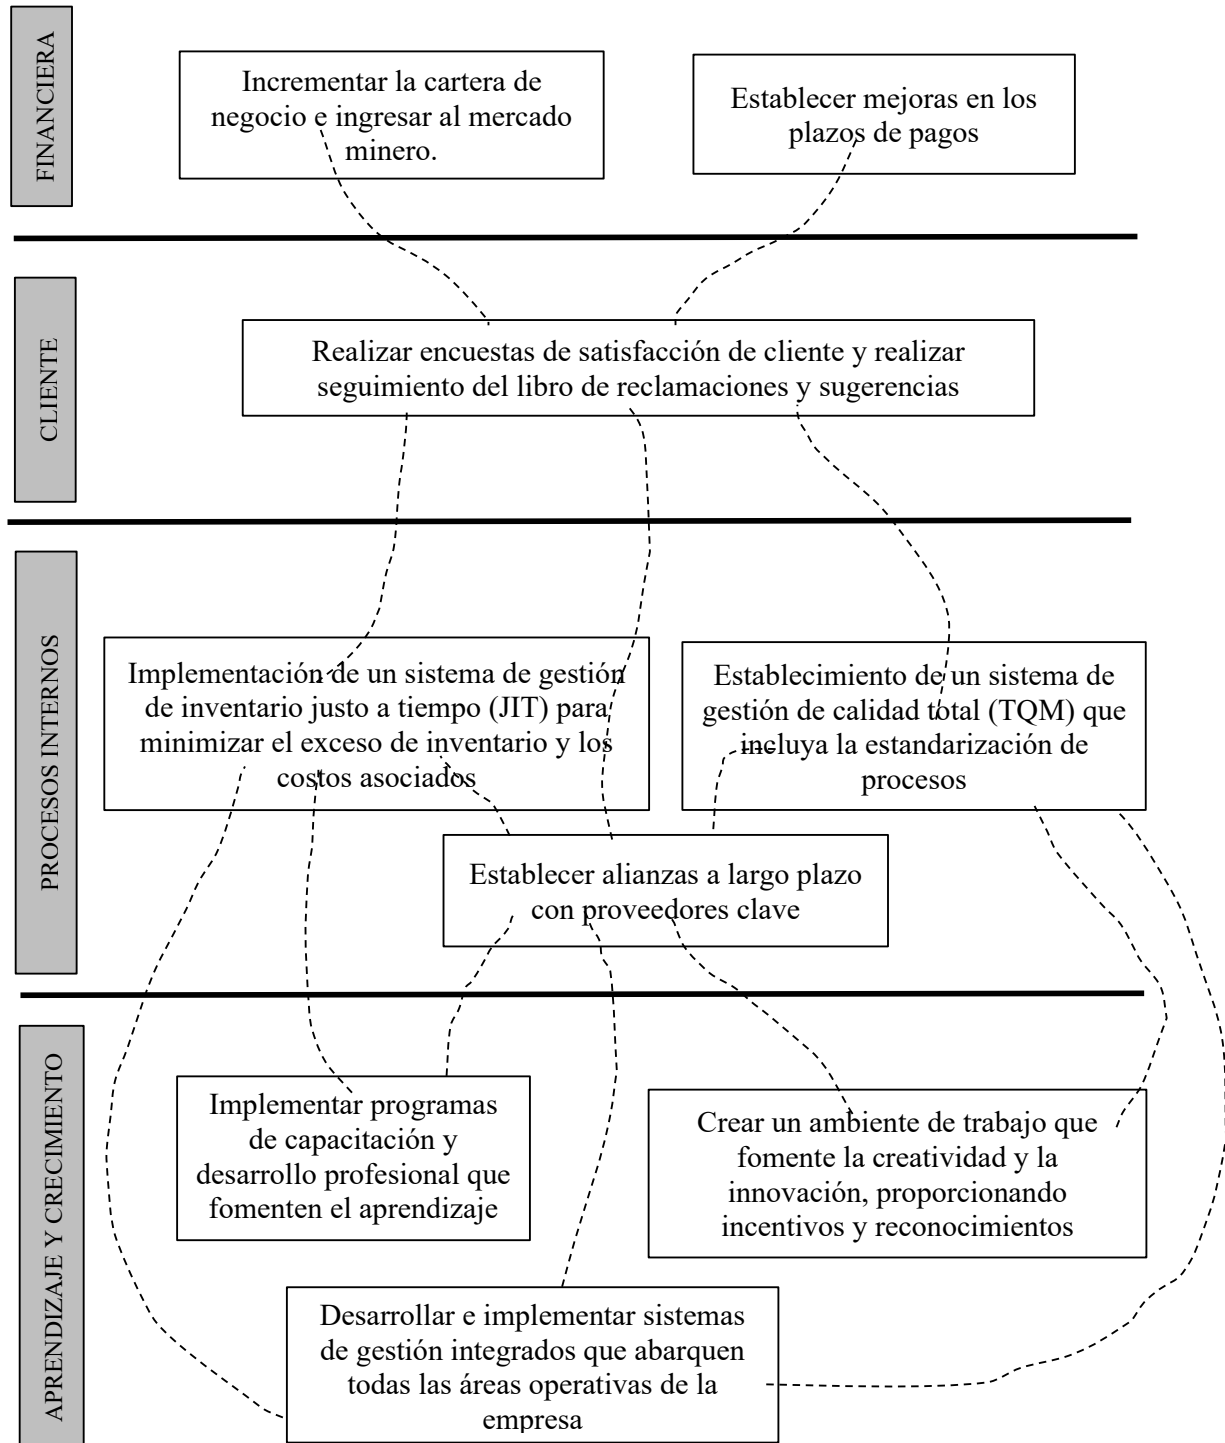 FINANCIERA
Incrementar la cartera de
negocio e ingresar al mercado
minero.
Establecer mejoras en los
plazos de pagos
CLIENTE
Realizar encuestas de satisfacción de cliente y realizar
seguimiento del libro de reclamaciones y sugerencias
PROCESOS INTERNOS
Implementación de un sistema de gestión
de inventario justo a tiempo (JIT) para
minimizar el exceso de inventario y los
costos asociados
Establecimiento de un sistema de
gestión de calidad total (TQM) que
incluya la estandarización de
procesos
Establecer alianzas a largo plazo
con proveedores clave
APRENDIZAJE Y CRECIMIENTO
Implementar programas
de capacitación y
desarrollo profesional que
fomenten el aprendizaje
Crear un ambiente de trabajo que
fomente la creatividad y la
innovación, proporcionando
incentivos y reconocimientos
Desarrollar e implementar sistemas
de gestión integrados que abarquen
todas las áreas operativas de la
empresa